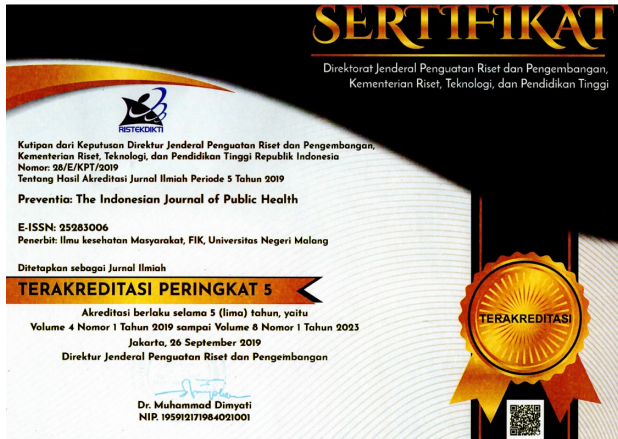 SERTIFIKAT
Direktorat Jenderal Penguatan Riset dan Pengembangan,
Kementerian Riset, Teknologi, dan Pendidikan Tinggi
RISTEKDIKTI
Kutipan dari Keputusan Direktur Jenderal Penguatan Riset dan Pengembangan,
Kementerian Riset, Teknologi, dan Pendidikan Tinggi Republik Indonesia
Nomor: 28/E/KPT/2019
Tentang Hasil Akreditasi Jurnal Ilmiah Periode 5 Tahun 2019
Preventia: The Indonesian Journal of Public Health
E-ISSN: 25283006
Penerbit: Ilmu kesehatan Masyarakat, FIK, Universitas Negeri Malang
Ditetapkan sebagai Jurnal Ilmiah
TERAKREDITASI PERINGKAT 5
Akreditasi berlaku selama 5 (lima) tahun, yaitu
Volume 4 Nomor 1 Tahun 2019 sampai Volume 8 Nomor 1 Tahun 2023
Jakarta, 26 September 2019
Direktur Jenderal Penguatan Riset dan Pengembangan
Dr. Muhammad Dimyati
NIP. 195912171984021001
TERAKREDITASI